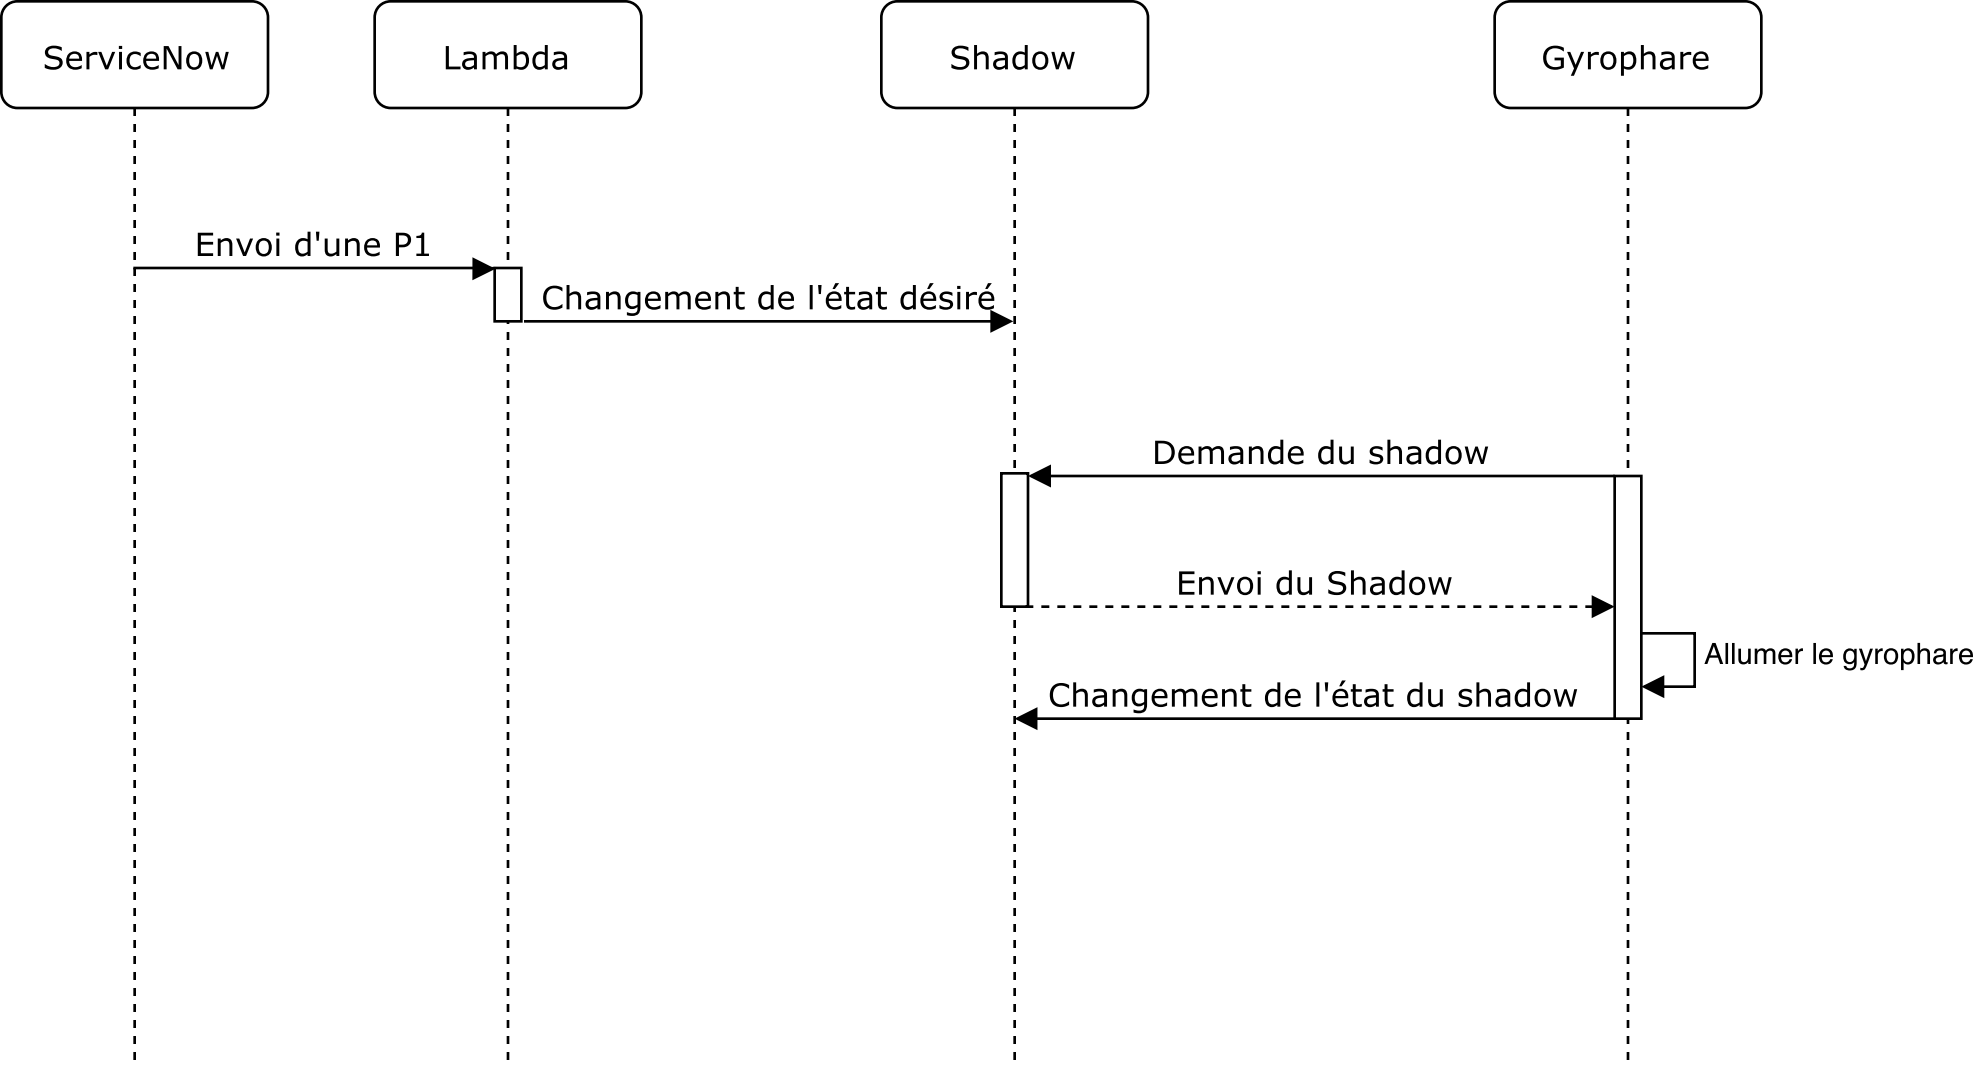 ServiceNow
Lambda
Shadow
Gyrophare
Envoi d'une P1
Changement de l'état désiré
Demande du shadow
Envoi du Shadow
Allumer le gyrophare
Changement de l'état du shadow